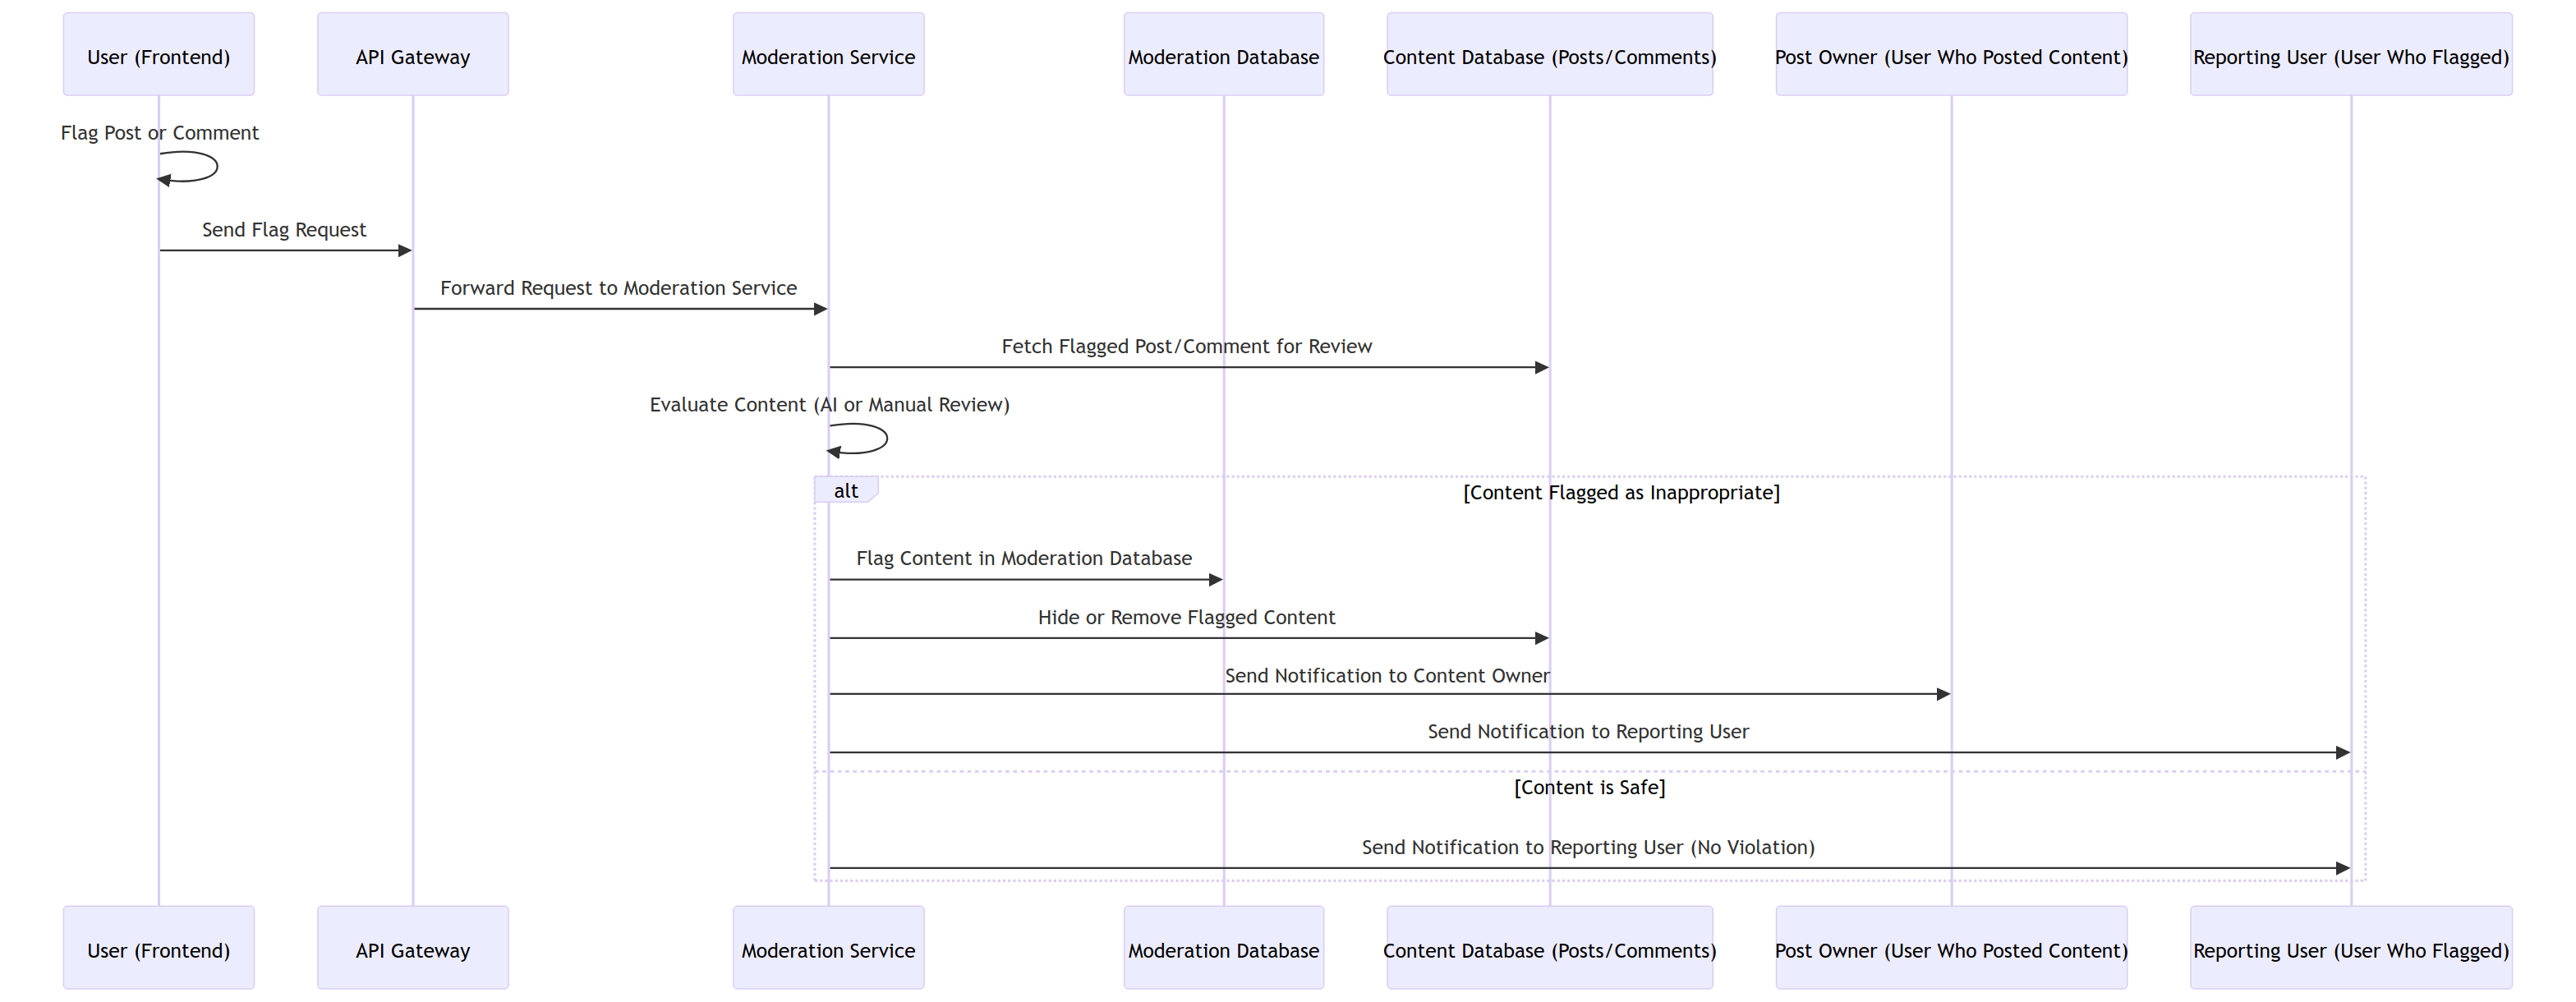 User (Frontend)
API Gateway
Moderation Service
Moderation Database
Content Database (Posts/Comments)
Post Owner (User Who Posted Content)
Reporting User (User Who Flagged)
Flag Post or Comment
Send Flag Request
Forward Request to Moderation Service
Fetch Flagged Post/Comment for Review
Evaluate Content (AI or Manual Review)
alt
[Content Flagged as Inappropriate]
Flag Content in Moderation Database
Hide or Remove Flagged Content
Send Notification to Content Owner
Send Notification to Reporting User
[Content is Safe]
Send Notification to Reporting User (No Violation)
User (Frontend)
API Gateway
Moderation Service
Moderation Database
Content Database (Posts/Comments)
Post Owner (User Who Posted Content)
Reporting User (User Who Flagged)